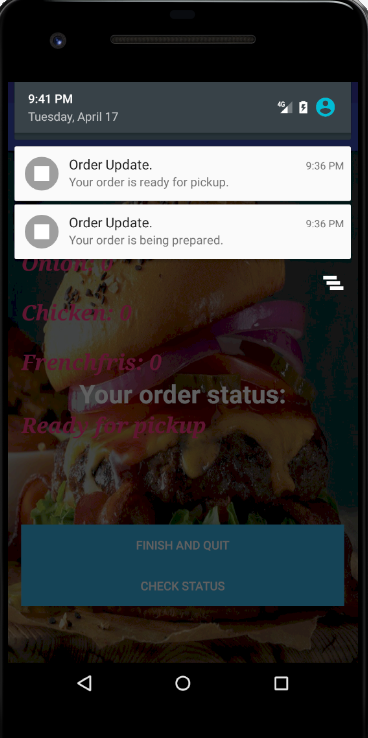 9:41 PM
Tuesday, April 17
4G
Order Update.
9:36 PM
Your order is ready for pickup.
Order Update.
9:36 PM
Your order is being prepared.
Onion: 0
Chicken: 0
Frenchfris: 0
Your order status:
Ready for pickup
FINISH AND QUIT
CHECK STATUS